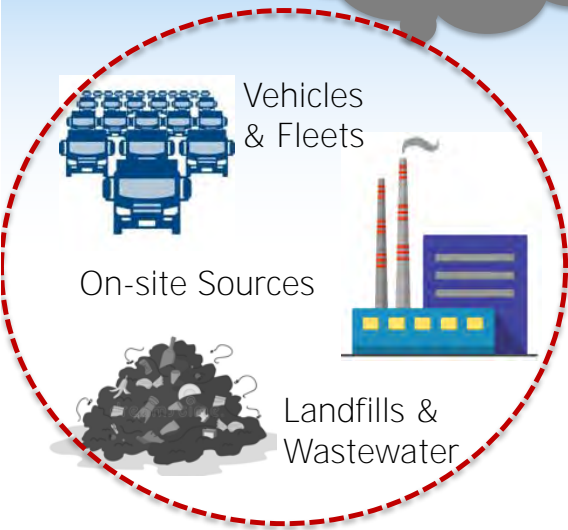 Vehicles
& Fleets
On-site Sources
Landfills &
Wastewater